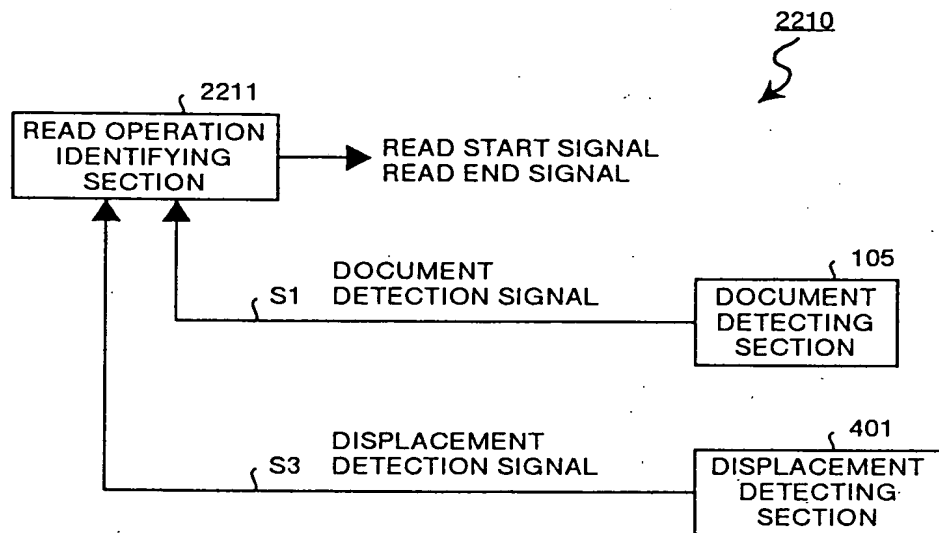 2210
2211
READ OPERATION
IDENTIFYING
SECTION
READ START SIGNAL
READ END SIGNAL
105
DOCUMENT
DETECTING
SECTION
S1
DOCUMENT
DETECTION SIGNAL
401
DISPLACEMENT
DETECTING
SECTION
S3
DISPLACEMENT
DETECTION SIGNAL